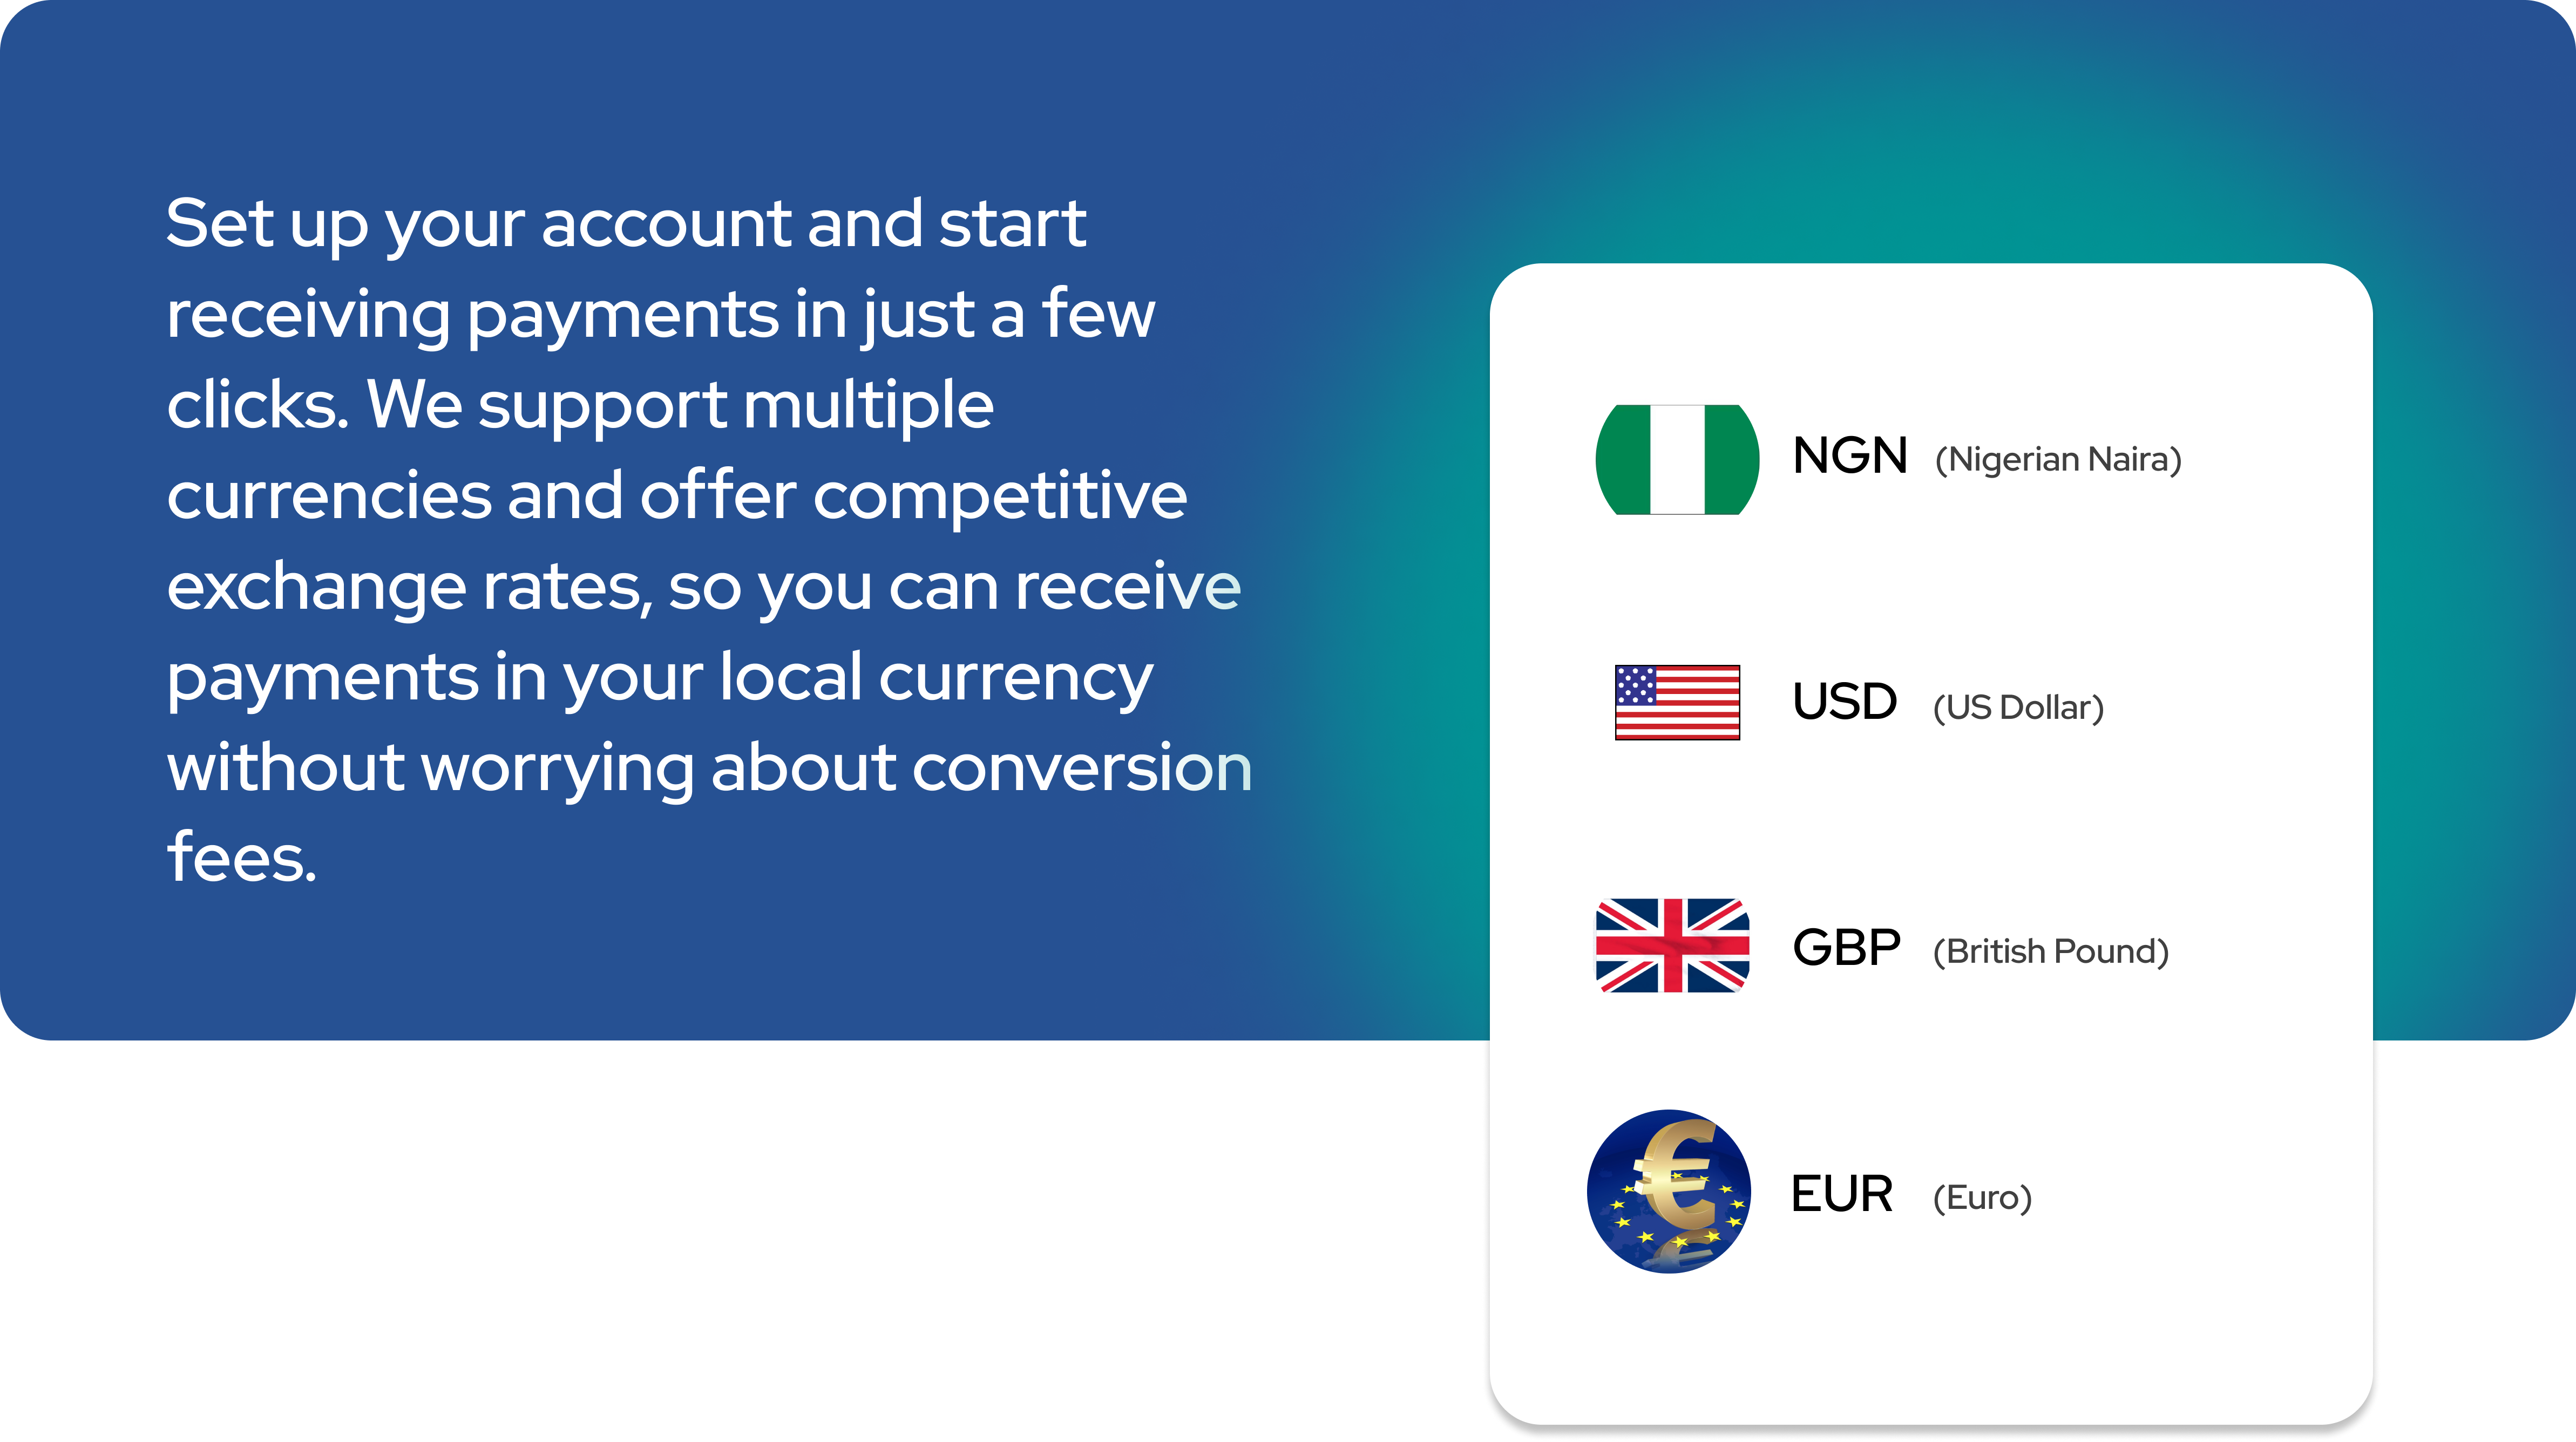 Set up your account and start
receiving payments in just a few
clicks. We support multiple
currencies and offer competitive
exchange rates, so you can receive
payments in your local currency
without worrying about conversion
fees.
NGN (Nigerian Naira)
USD (US Dollar)
GBP (British Pound)
EUR (Euro)